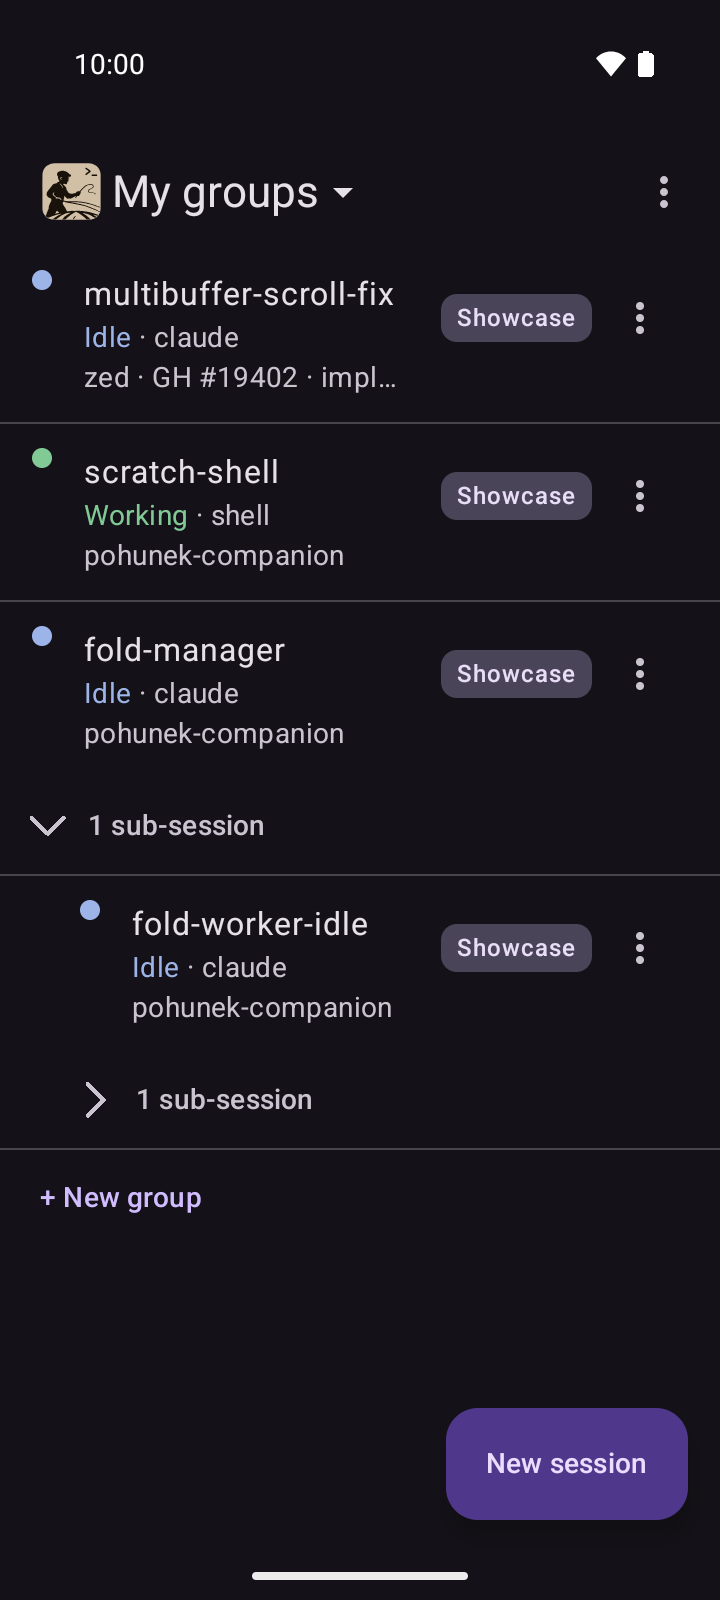 10:00
My groups
multibuffer-scroll-fix
Idle · claude
zed · GH #19402 · impl…
Showcase
scratch-shell
Working · shell
pohunek-companion
Showcase
fold-manager
Idle · claude
pohunek-companion
Showcase
1 sub-session
fold-worker-idle
Idle · claude
pohunek-companion
Showcase
1 sub-session
+ New group
New session